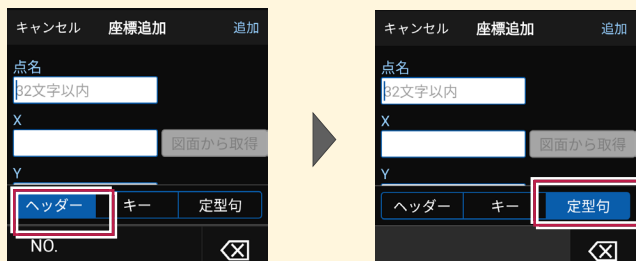 キャンセル 座標追加 追加
点名
32文字以内
X
図面から取得
Y
ヘッダー キー 定型句
NO.
キャンセル 座標追加 追加
点名
32文字以内
X
図面から取得
Y
ヘッダー キー 定型句